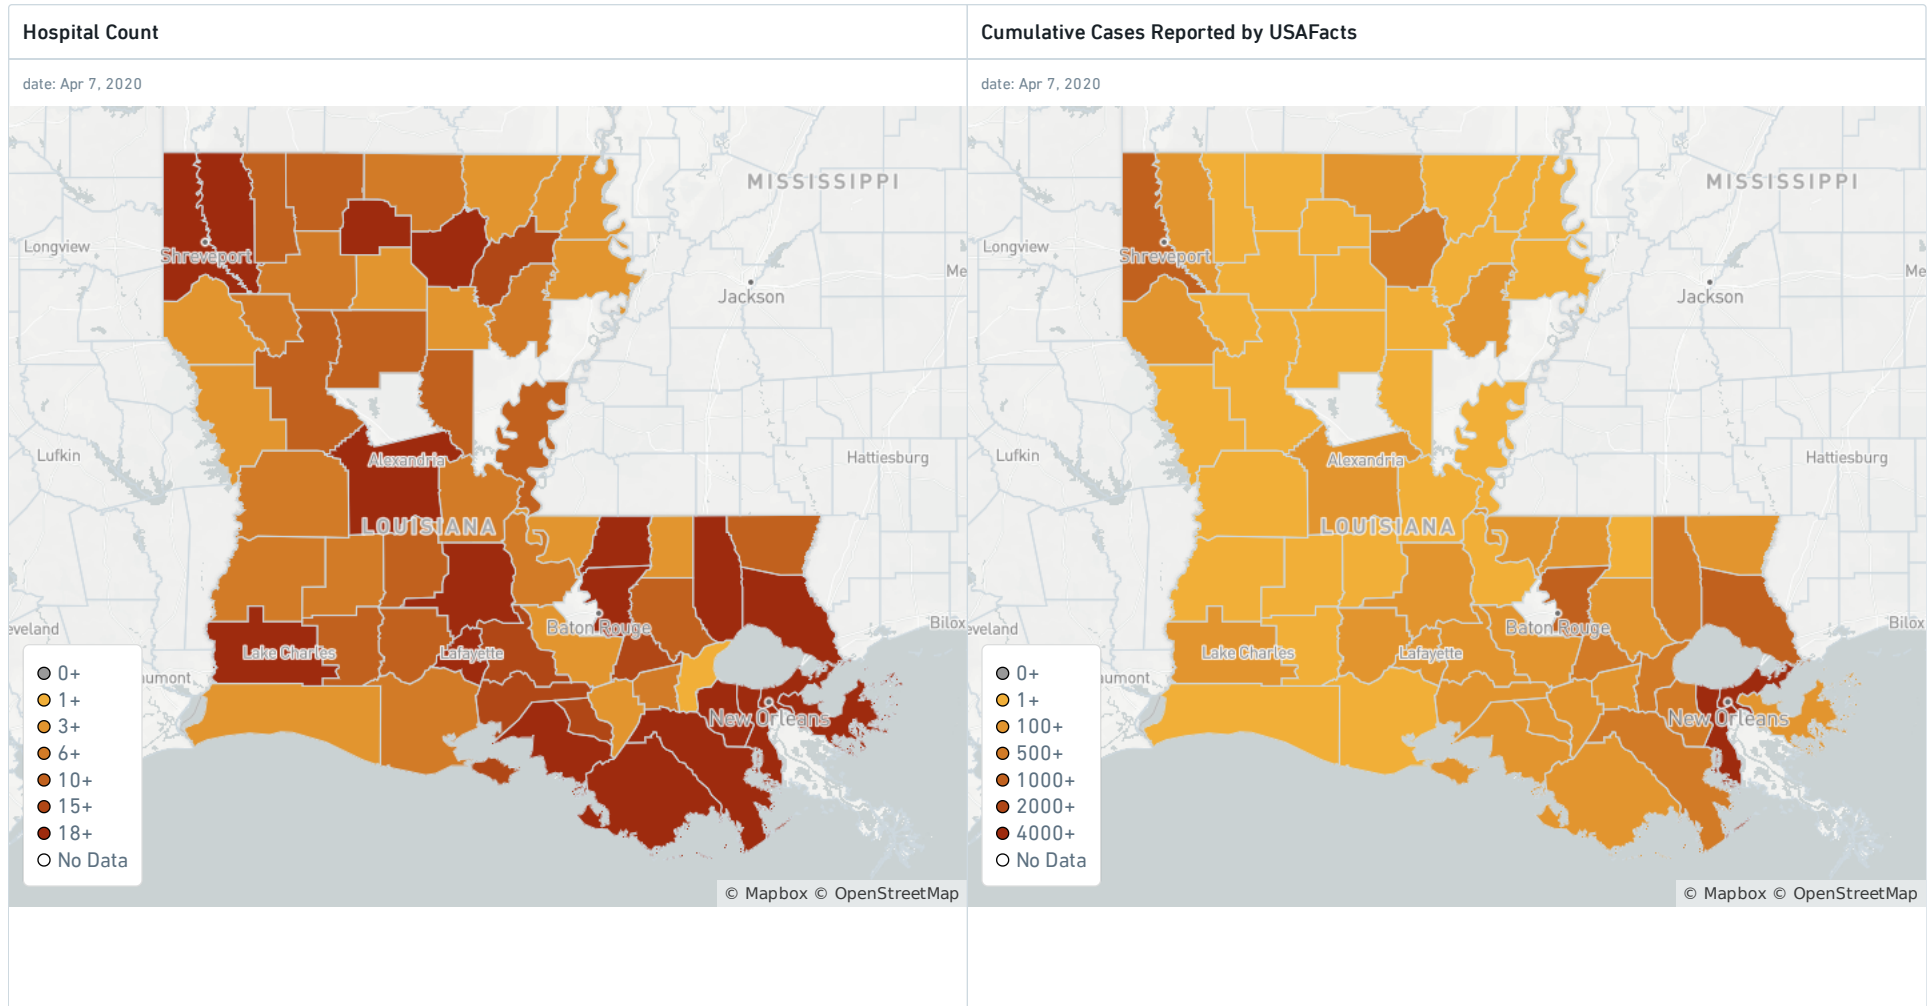 Hospital Count
date: Apr 7, 2020
MISSISSIPPI
Longview
Shreveport
Me
Jackson
Lufkin
Alexandria
Hattiesburg
LOUISIANA
Baton Rouge
Bilox
eveland
Lake Charles
Lafayette
aumont
New Orleans
0+
1+
3+
6+
10+
15+
18+
No Data
© Mapbox © OpenStreetMap
Cumulative Cases Reported by USAFacts
date: Apr 7, 2020
MISSISSIPPI
Longview
Shreveport
Me
Jackson
Lufkin
Alexandria
Hattiesburg
LOUISIANA
Baton Rouge
Bilox
eveland
Lake Charles
Lafayette
aumont
New Orleans
0+
1+
100+
500+
1000+
2000+
4000+
No Data
© Mapbox © OpenStreetMap